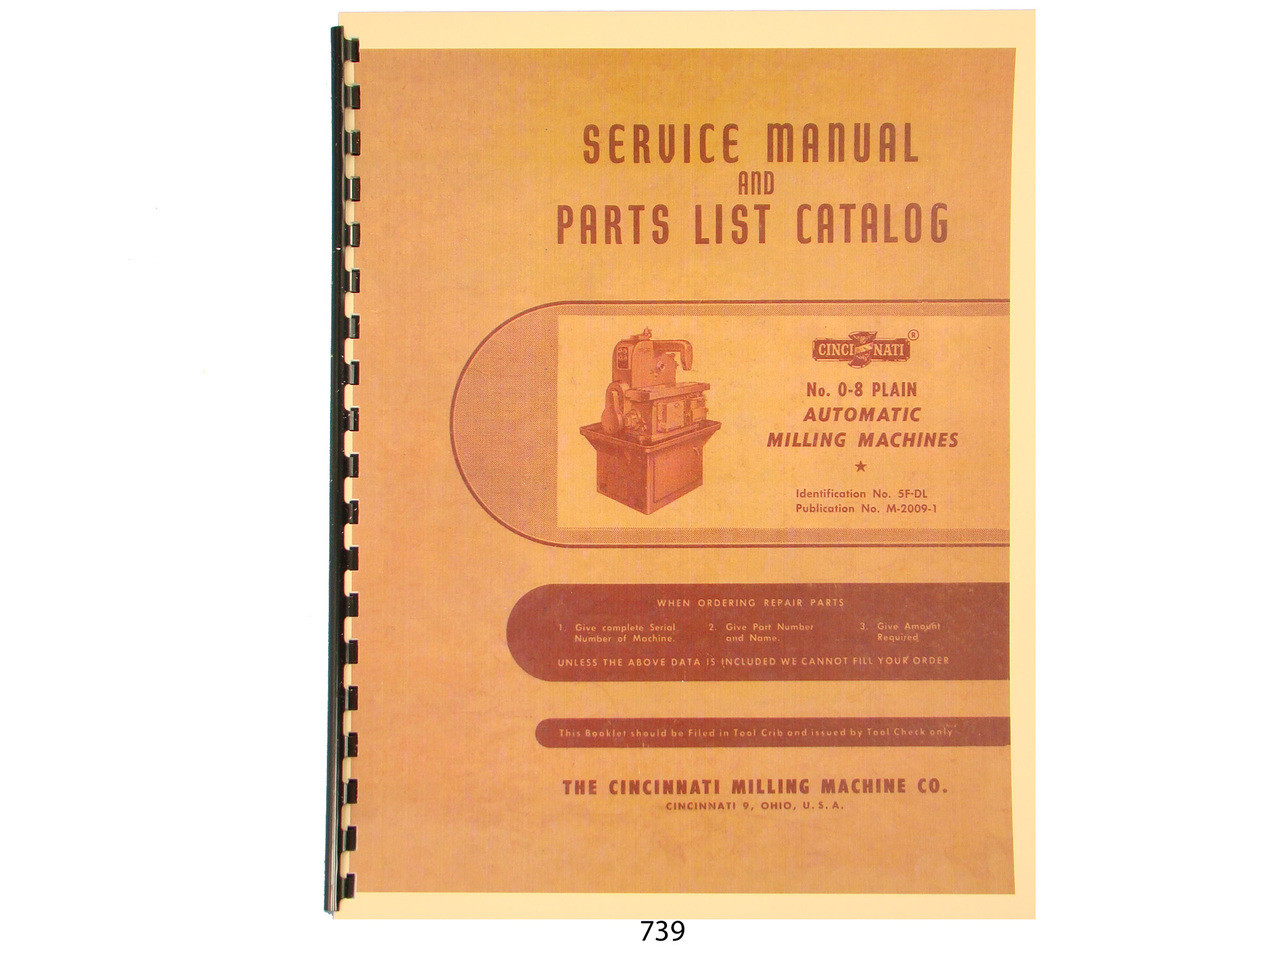 SERVICE MANUAL
AND
PARTS LIST CATALOG
CINCINNATI ®
No. 0-8 PLAIN
AUTOMATIC
MILLING MACHINES
★
Identification No. 5F-DL
Publication No. M-2009-1
WHEN ORDERING REPAIR PARTS
1. Give complete Serial
Number of Machine.
2. Give Part Number
and Name.
3. Give Amount
Required
UNLESS THE ABOVE DATA IS INCLUDED WE CANNOT FILL YOUR ORDER
This Booklet should be Filed in Tool Crib and issued by Tool Check only
THE CINCINNATI MILLING MACHINE CO.
CINCINNATI 9, OHIO, U.S.A.
739